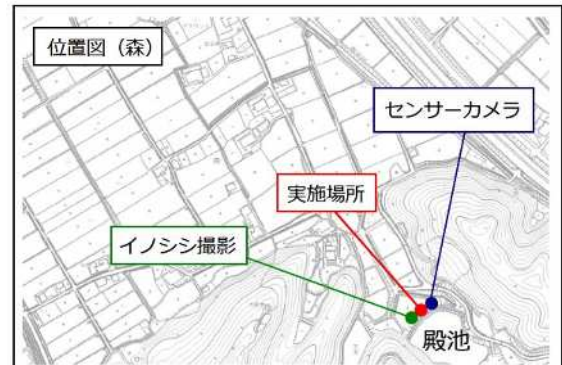 位置図（森）
センサーカメラ
実施場所
イノシシ撮影
殿池